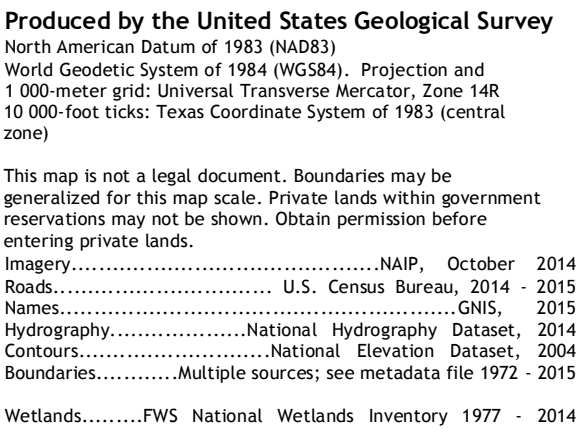 Produced by the United States Geological Survey
North American Datum of 1983 (NAD83)
World Geodetic System of 1984 (WGS84). Projection and
1 000-meter grid: Universal Transverse Mercator, Zone 14R
10 000-foot ticks: Texas Coordinate System of 1983 (central
zone)
This map is not a legal document. Boundaries may be
generalized for this map scale. Private lands within government
reservations may not be shown. Obtain permission before
entering private lands.
Imagery............................................NAIP, October 2014
Roads............................... U.S. Census Bureau, 2014 - 2015
Names........................................................GNIS, 2015
Hydrography....................National Hydrography Dataset, 2014
Contours............................National Elevation Dataset, 2004
Boundaries............Multiple sources; see metadata file 1972 - 2015
Wetlands.........FWS National Wetlands Inventory 1977 - 2014